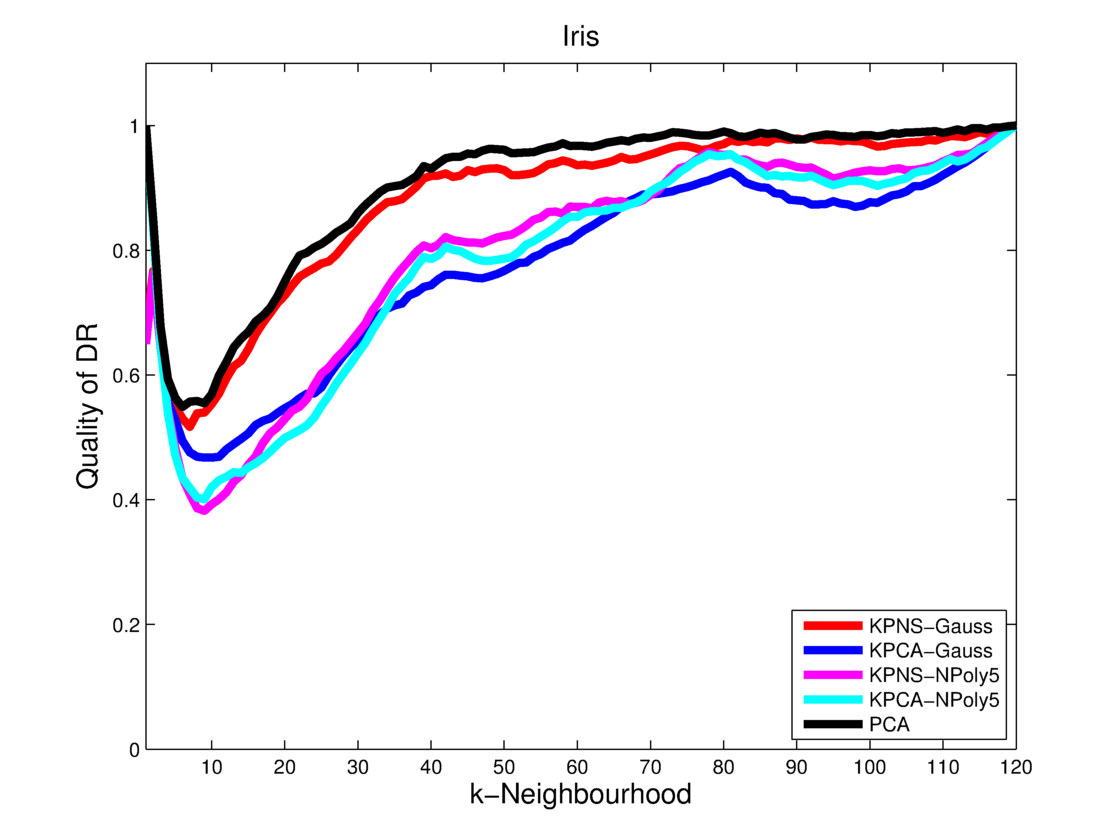 Iris
Quality of DR
1
0.8
0.6
0.4
0.2
0
10 20 30 40 50 60 70 80 90 100 110 120
k−Neighbourhood
KPNS−Gauss
KPCA−Gauss
KPNS−NPoly5
KPCA−NPoly5
PCA